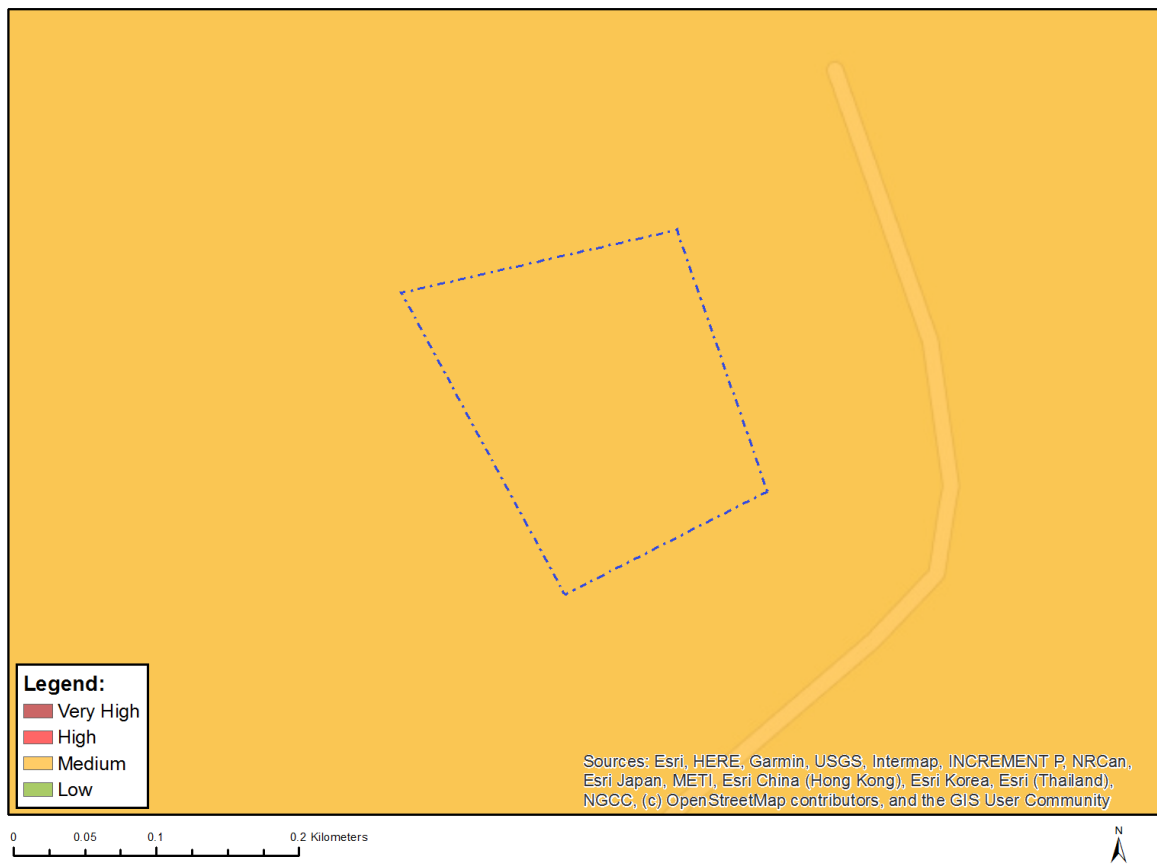 Legend:
Very High
High
Medium
Low
Sources: Esri, HERE, Garmin, USGS, Intermap, INCREMENT P, NRCan,
Esri Japan, METI, Esri China (Hong Kong), Esri Korea, Esri (Thailand),
NGCC, (c) OpenStreetMap contributors, and the GIS User Community
0 0.05 0.1 0.2 Kilometers
N